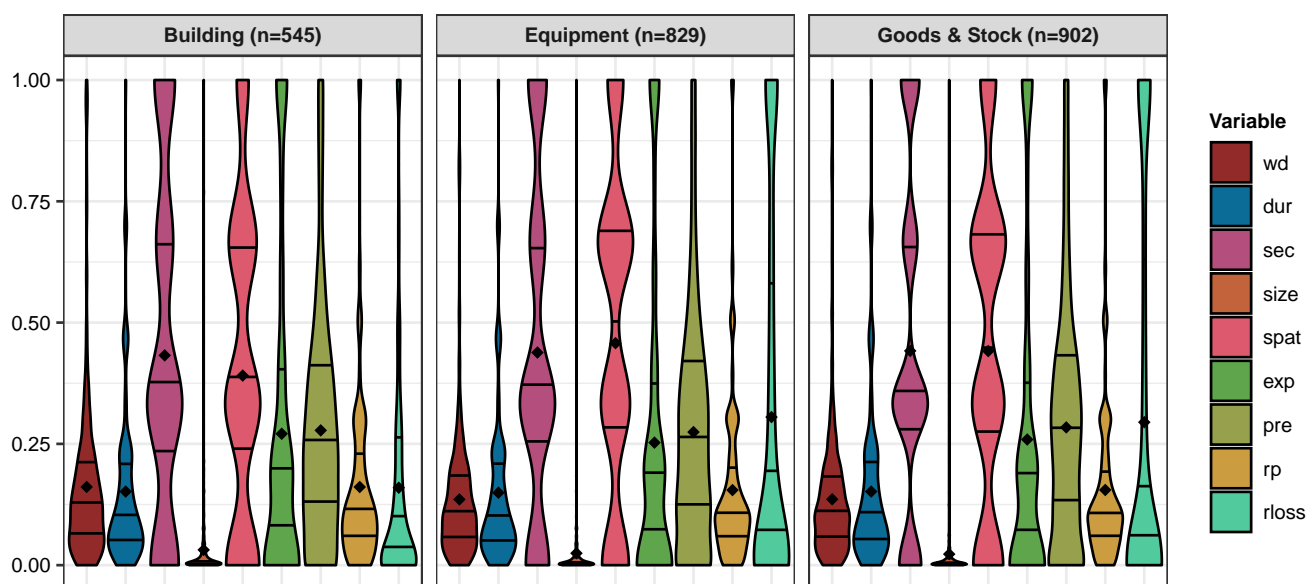 Building (n=545)
Equipment (n=829)
Goods & Stock (n=902)
1.00
0.75
0.50
0.25
0.00
Variable
wd
dur
sec
size
spat
exp
pre
rp
rloss